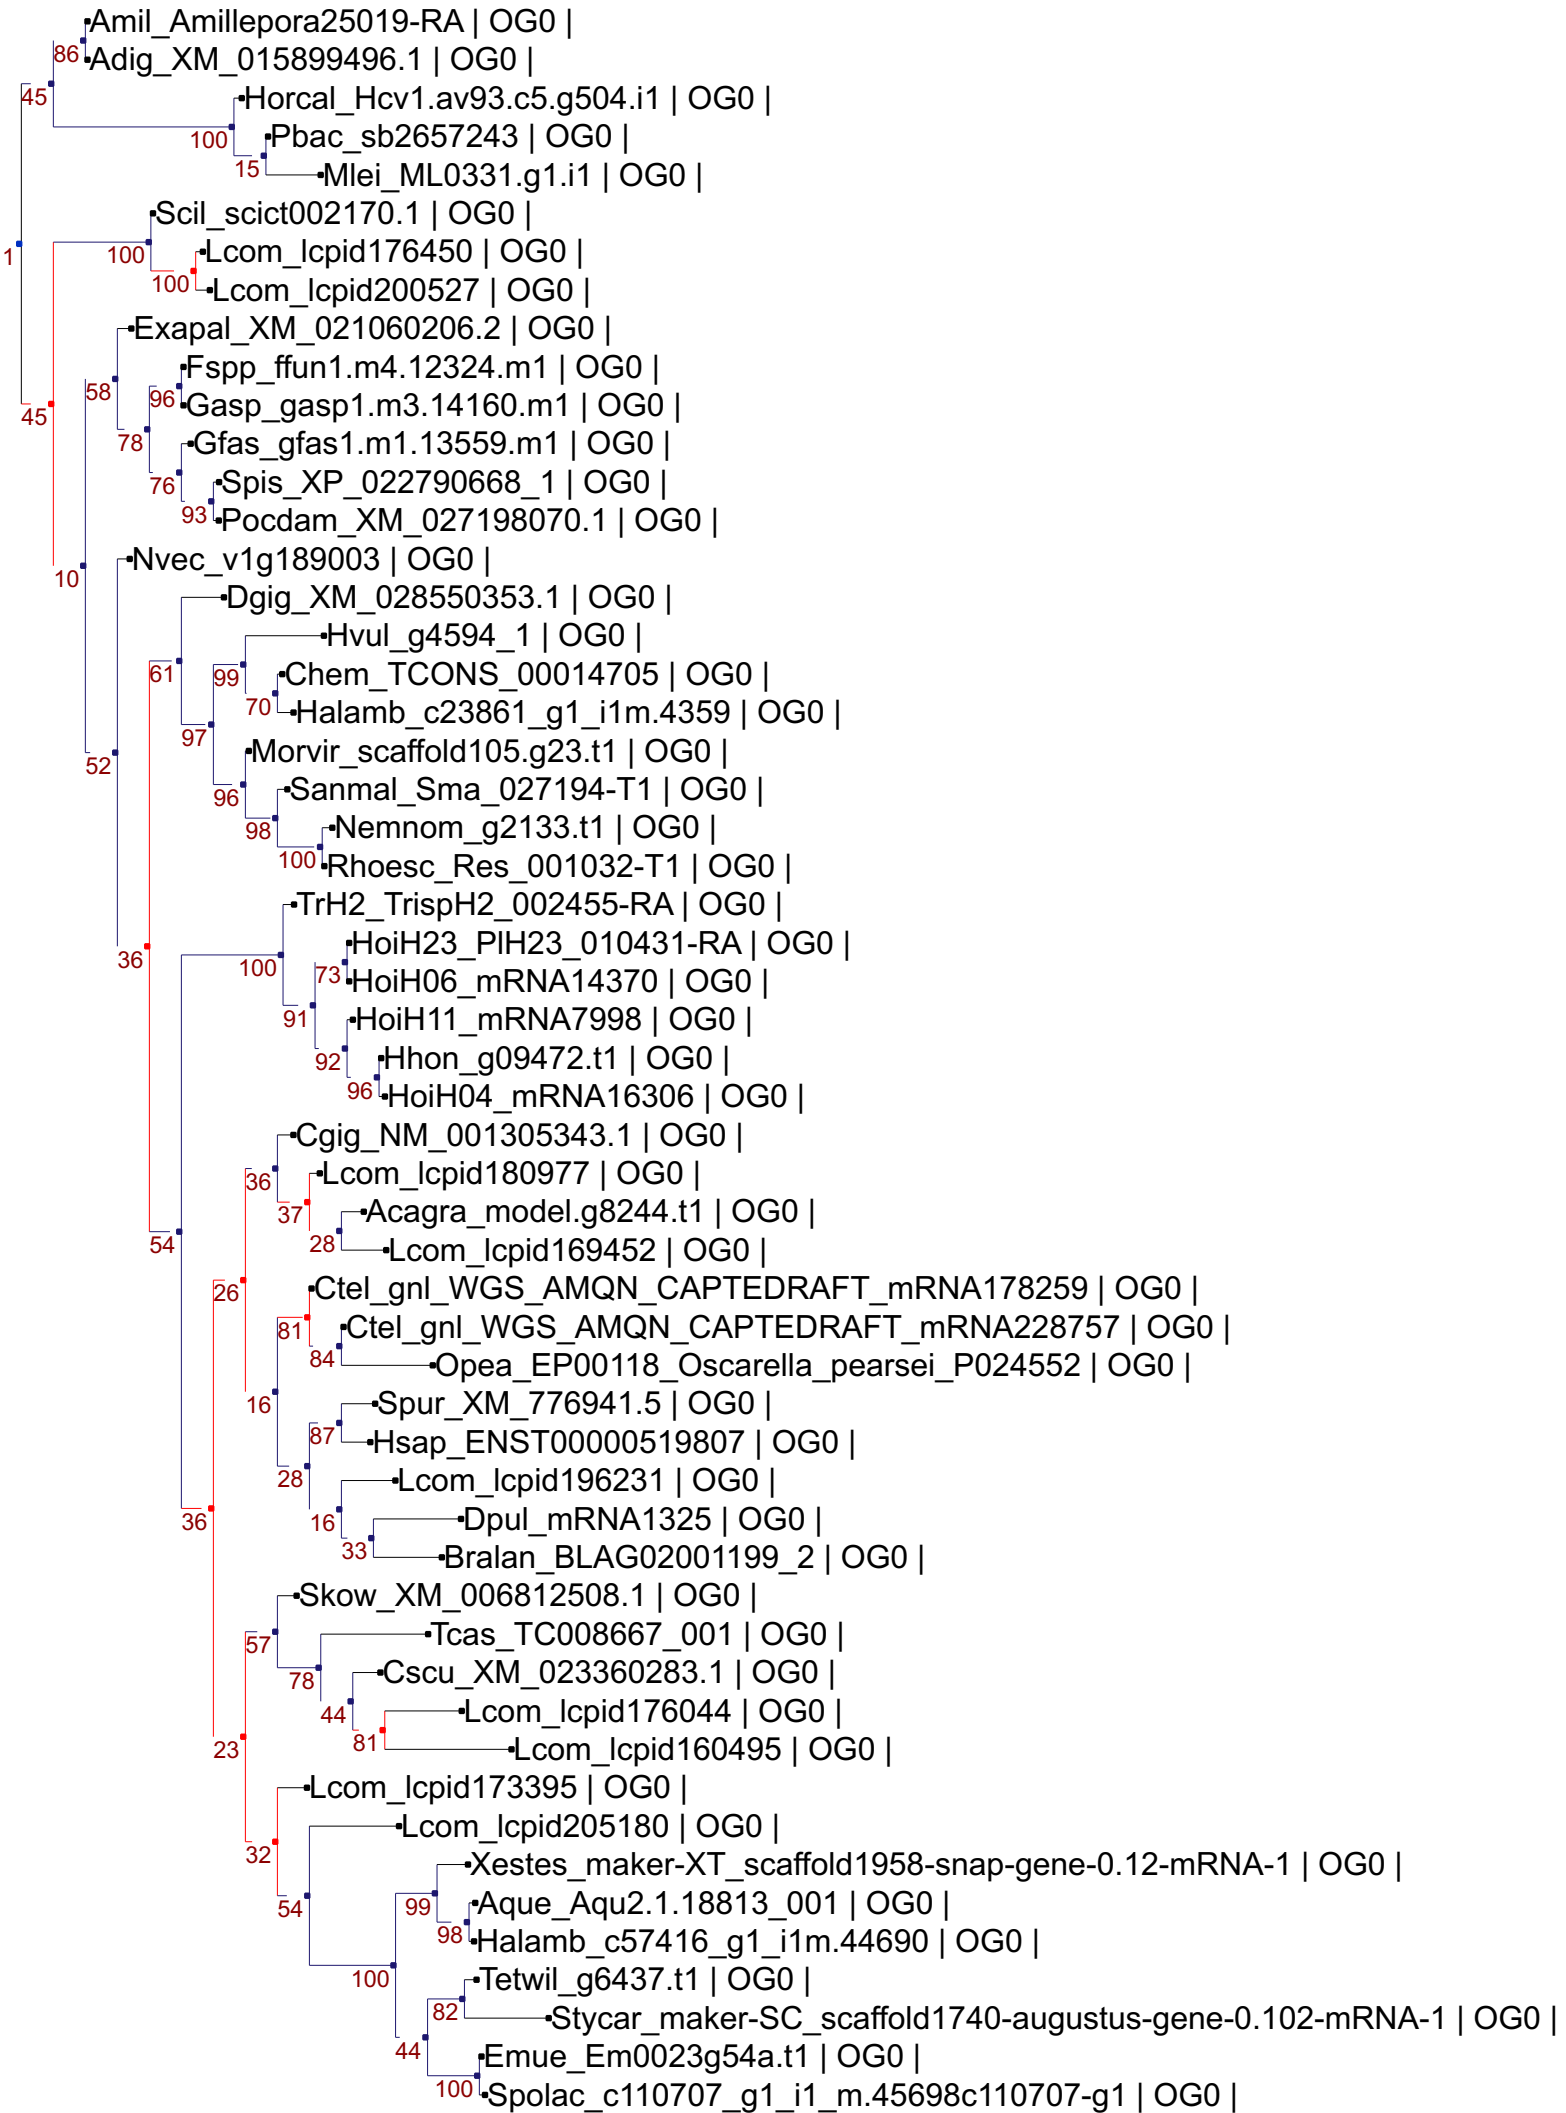 Amil_Amillepora25019-RA | OG0 |
86
Adig_XM_015899496.1 | OG0 |
45
Horcal_Hcv1.av93.c5.g504.i1 | OG0 |
100
Pbac_sb2657243 | OG0 |
15
Mlei_ML0331.g1.i1 | OG0 |
Scil_scict002170.1 | OG0 |
1
100
Lcom_lcpid176450 | OG0 |
100
Lcom_lcpid200527 | OG0 |
Exapal_XM_021060206.2 | OG0 |
Fspp_ffun1.m4.12324.m1 | OG0 |
58
96
Gasp_gasp1.m3.14160.m1 | OG0 |
45
78
Gfas_gfas1.m1.13559.m1 | OG0 |
76
Spis_XP_022790668_1 | OG0 |
93
Pocdam_XM_027198070.1 | OG0 |
Nvec_v1g189003 | OG0 |
10
Dgig_XM_028550353.1 | OG0 |
Hvul_g4594_1 | OG0 |
61
99
Chem_TCONS_00014705 | OG0 |
70
Halamb_c23861_g1_i1m.4359 | OG0 |
97
Morvir_scaffold105.g23.t1 | OG0 |
52
Sanmal_Sma_027194-T1 | OG0 |
96
Nemnom_g2133.t1 | OG0 |
98
100
Rhoesc_Res_001032-T1 | OG0 |
TrH2_TrispH2_002455-RA | OG0 |
HoiH23_PlH23_010431-RA | OG0 |
36
100
73
HoiH06_mRNA14370 | OG0 |
91
HoiH11_mRNA7998 | OG0 |
92
Hhon_g09472.t1 | OG0 |
96
HoiH04_mRNA16306 | OG0 |
Cgig_NM_001305343.1 | OG0 |
36
Lcom_lcpid180977 | OG0 |
37
Acagra_model.g8244.t1 | OG0 |
54
28
Lcom_lcpid169452 | OG0 |
26
Ctel_gnl_WGS_AMQN_CAPTEDRAFT_mRNA178259 | OG0 |
81
Ctel_gnl_WGS_AMQN_CAPTEDRAFT_mRNA228757 | OG0 |
84
Opea_EP00118_Oscarella_pearsei_P024552 | OG0 |
16
Spur_XM_776941.5 | OG0 |
87
Hsap_ENST00000519807 | OG0 |
28
Lcom_lcpid196231 | OG0 |
36
16
Dpul_mRNA1325 | OG0 |
33
Bralan_BLAG02001199_2 | OG0 |
Skow_XM_006812508.1 | OG0 |
57
Tcas_TC008667_001 | OG0 |
78
Cscu_XM_023360283.1 | OG0 |
44
Lcom_lcpid176044 | OG0 |
23
81
Lcom_lcpid160495 | OG0 |
Lcom_lcpid173395 | OG0 |
Lcom_lcpid205180 | OG0 |
32
Xestes_maker-XT_scaffold1958-snap-gene-0.12-mRNA-1 | OG0 |
54
99
Aque_Aqu2.1.18813_001 | OG0 |
98
Halamb_c57416_g1_i1m.44690 | OG0 |
100
Tetwil_g6437.t1 | OG0 |
82
Stycar_maker-SC_scaffold1740-augustus-gene-0.102-mRNA-1 | OG0 |
44
Emue_Em0023g54a.t1 | OG0 |
100
Spolac_c110707_g1_i1_m.45698c110707-g1 | OG0 |